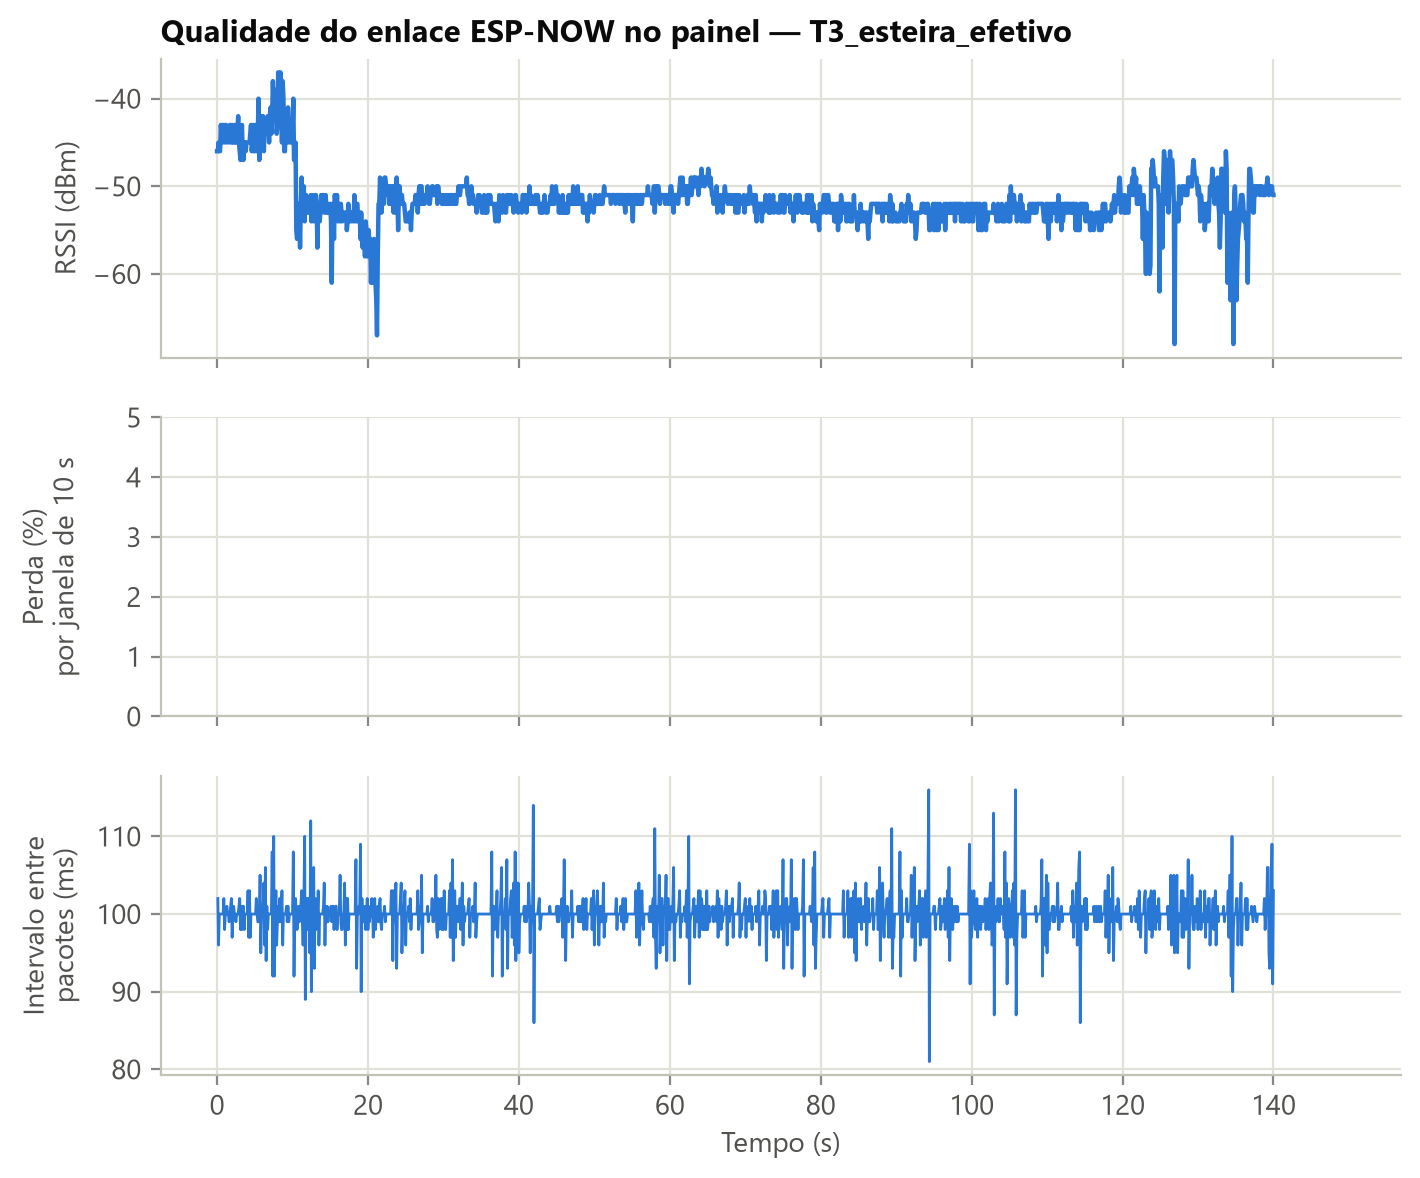 Qualidade do enlace ESP-NOW no painel — T3_esteira_efetivo
RSSI (dBm)
−40
−50
−60
Perda (%)
por janela de 10 s
5
4
3
2
1
0
Intervalo entre
pacotes (ms)
110
100
90
80
0 20 40 60 80 100 120 140
Tempo (s)